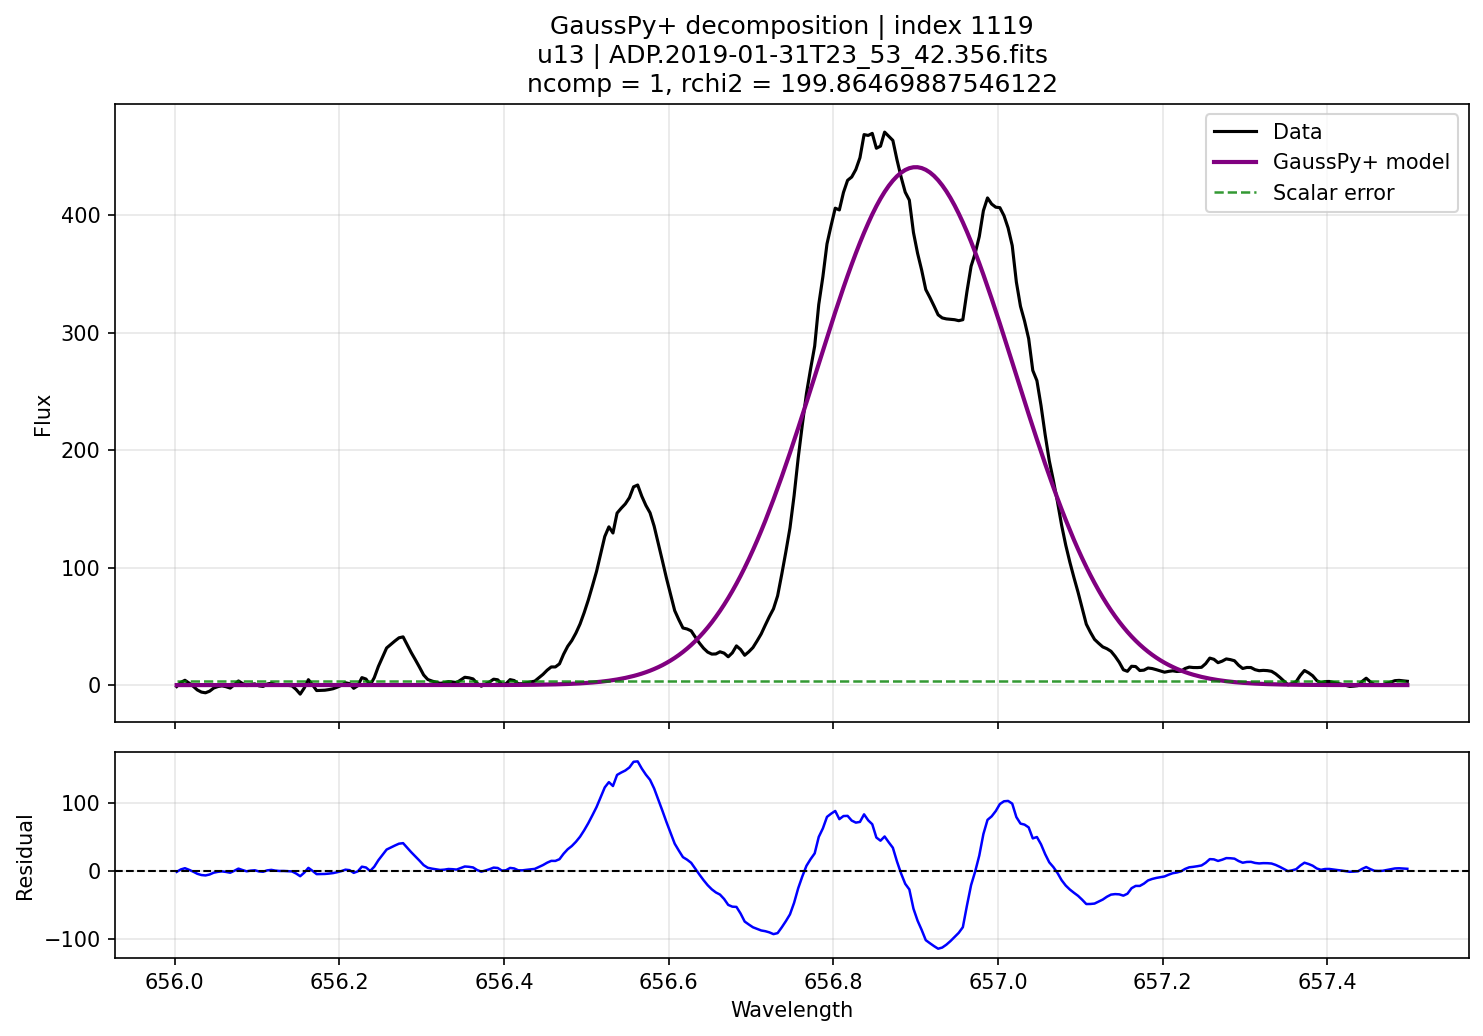 GaussPy+ decomposition | index 1119
u13 | ADP.2019-01-31T23_53_42.356.fits
ncomp = 1, rchi2 = 199.86469887546122
Data
GaussPy+ model
Scalar error
Flux
400
300
200
100
0
Residual
100
0
−100
656.0 656.2 656.4 656.6 656.8 657.0 657.2 657.4
Wavelength